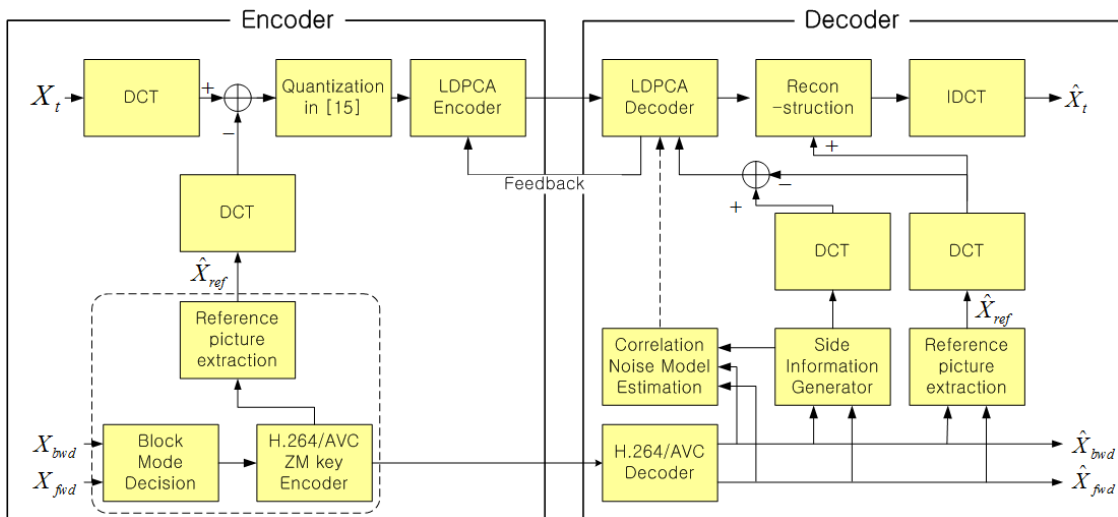 Encoder
Decoder
X_t
DCT
+
−
Quantization
in [15]
LDPCA
Encoder
LDPCA
Decoder
Recon
-struction
IDCT
X̂_t
Feedback
+
−
+
DCT
X̂_ref
DCT
DCT
X̂_ref
Reference
picture
extraction
Correlation
Noise Model
Estimation
Side
Information
Generator
Reference
picture
extraction
X_bwd
X_fwd
Block
Mode
Decision
H.264/AVC
ZM key
Encoder
H.264/AVC
Decoder
X̂_bwd
X̂_fwd